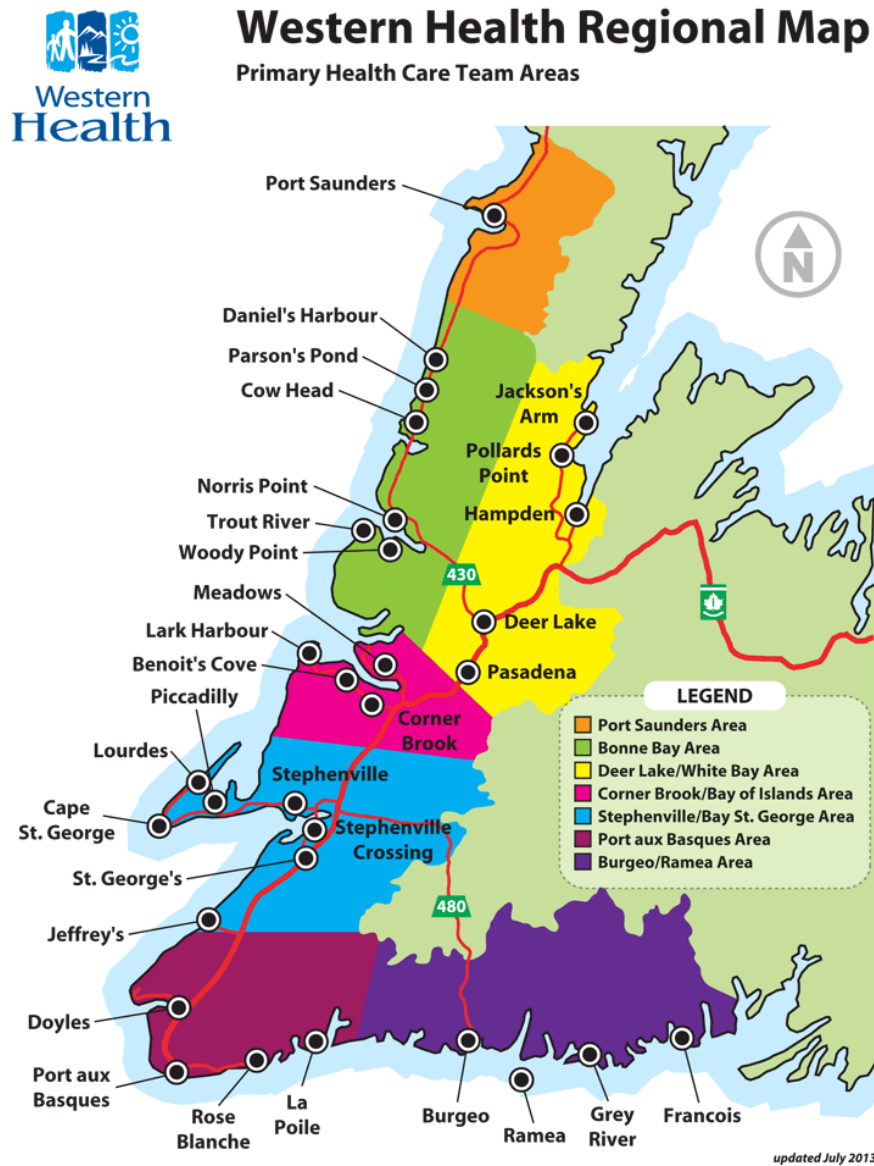 Western Health Regional Map
Primary Health Care Team Areas
Western
Health
Port Saunders
N
Daniel's Harbour
Parson's Pond
Cow Head
Jackson's
Arm
Pollards
Point
Norris Point
Hampden
Trout River
Woody Point
430
Meadows
1
Deer Lake
Lark Harbour
Benoit's Cove
Pasadena
Piccadilly
Corner
Brook
LEGEND
Port Saunders Area
Bonne Bay Area
Deer Lake/White Bay Area
Corner Brook/Bay of Islands Area
Stephenville/Bay St. George Area
Port aux Basques Area
Burgeo/Ramea Area
Lourdes
Stephenville
Cape
St. George
Stephenville
Crossing
St. George's
480
Jeffrey's
Doyles
Port aux
Basques
Rose
Blanche
La
Poile
Burgeo
Ramea
Grey
River
Francois
updated July 2013